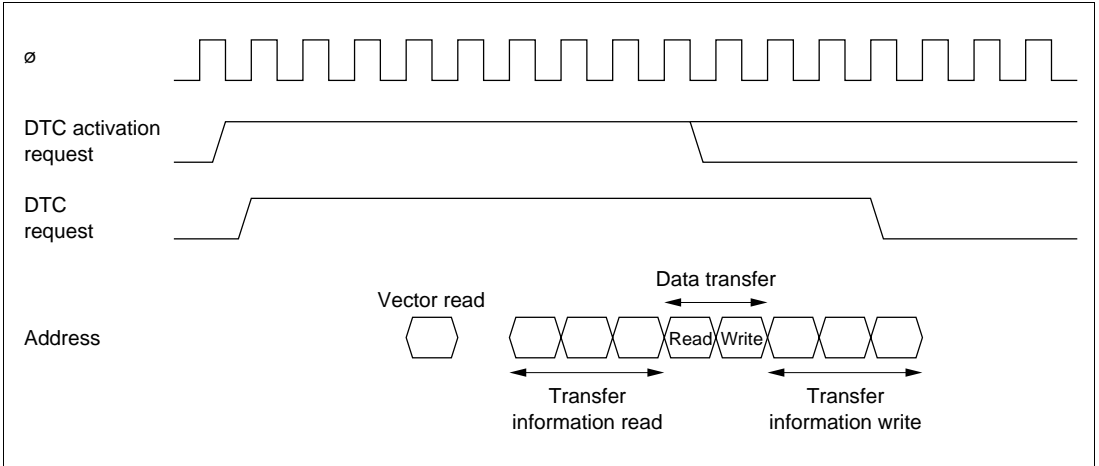 ø
DTC activation
request
DTC
request
Data transfer
Vector read
Address
Read Write
Transfer
information read
Transfer
information write